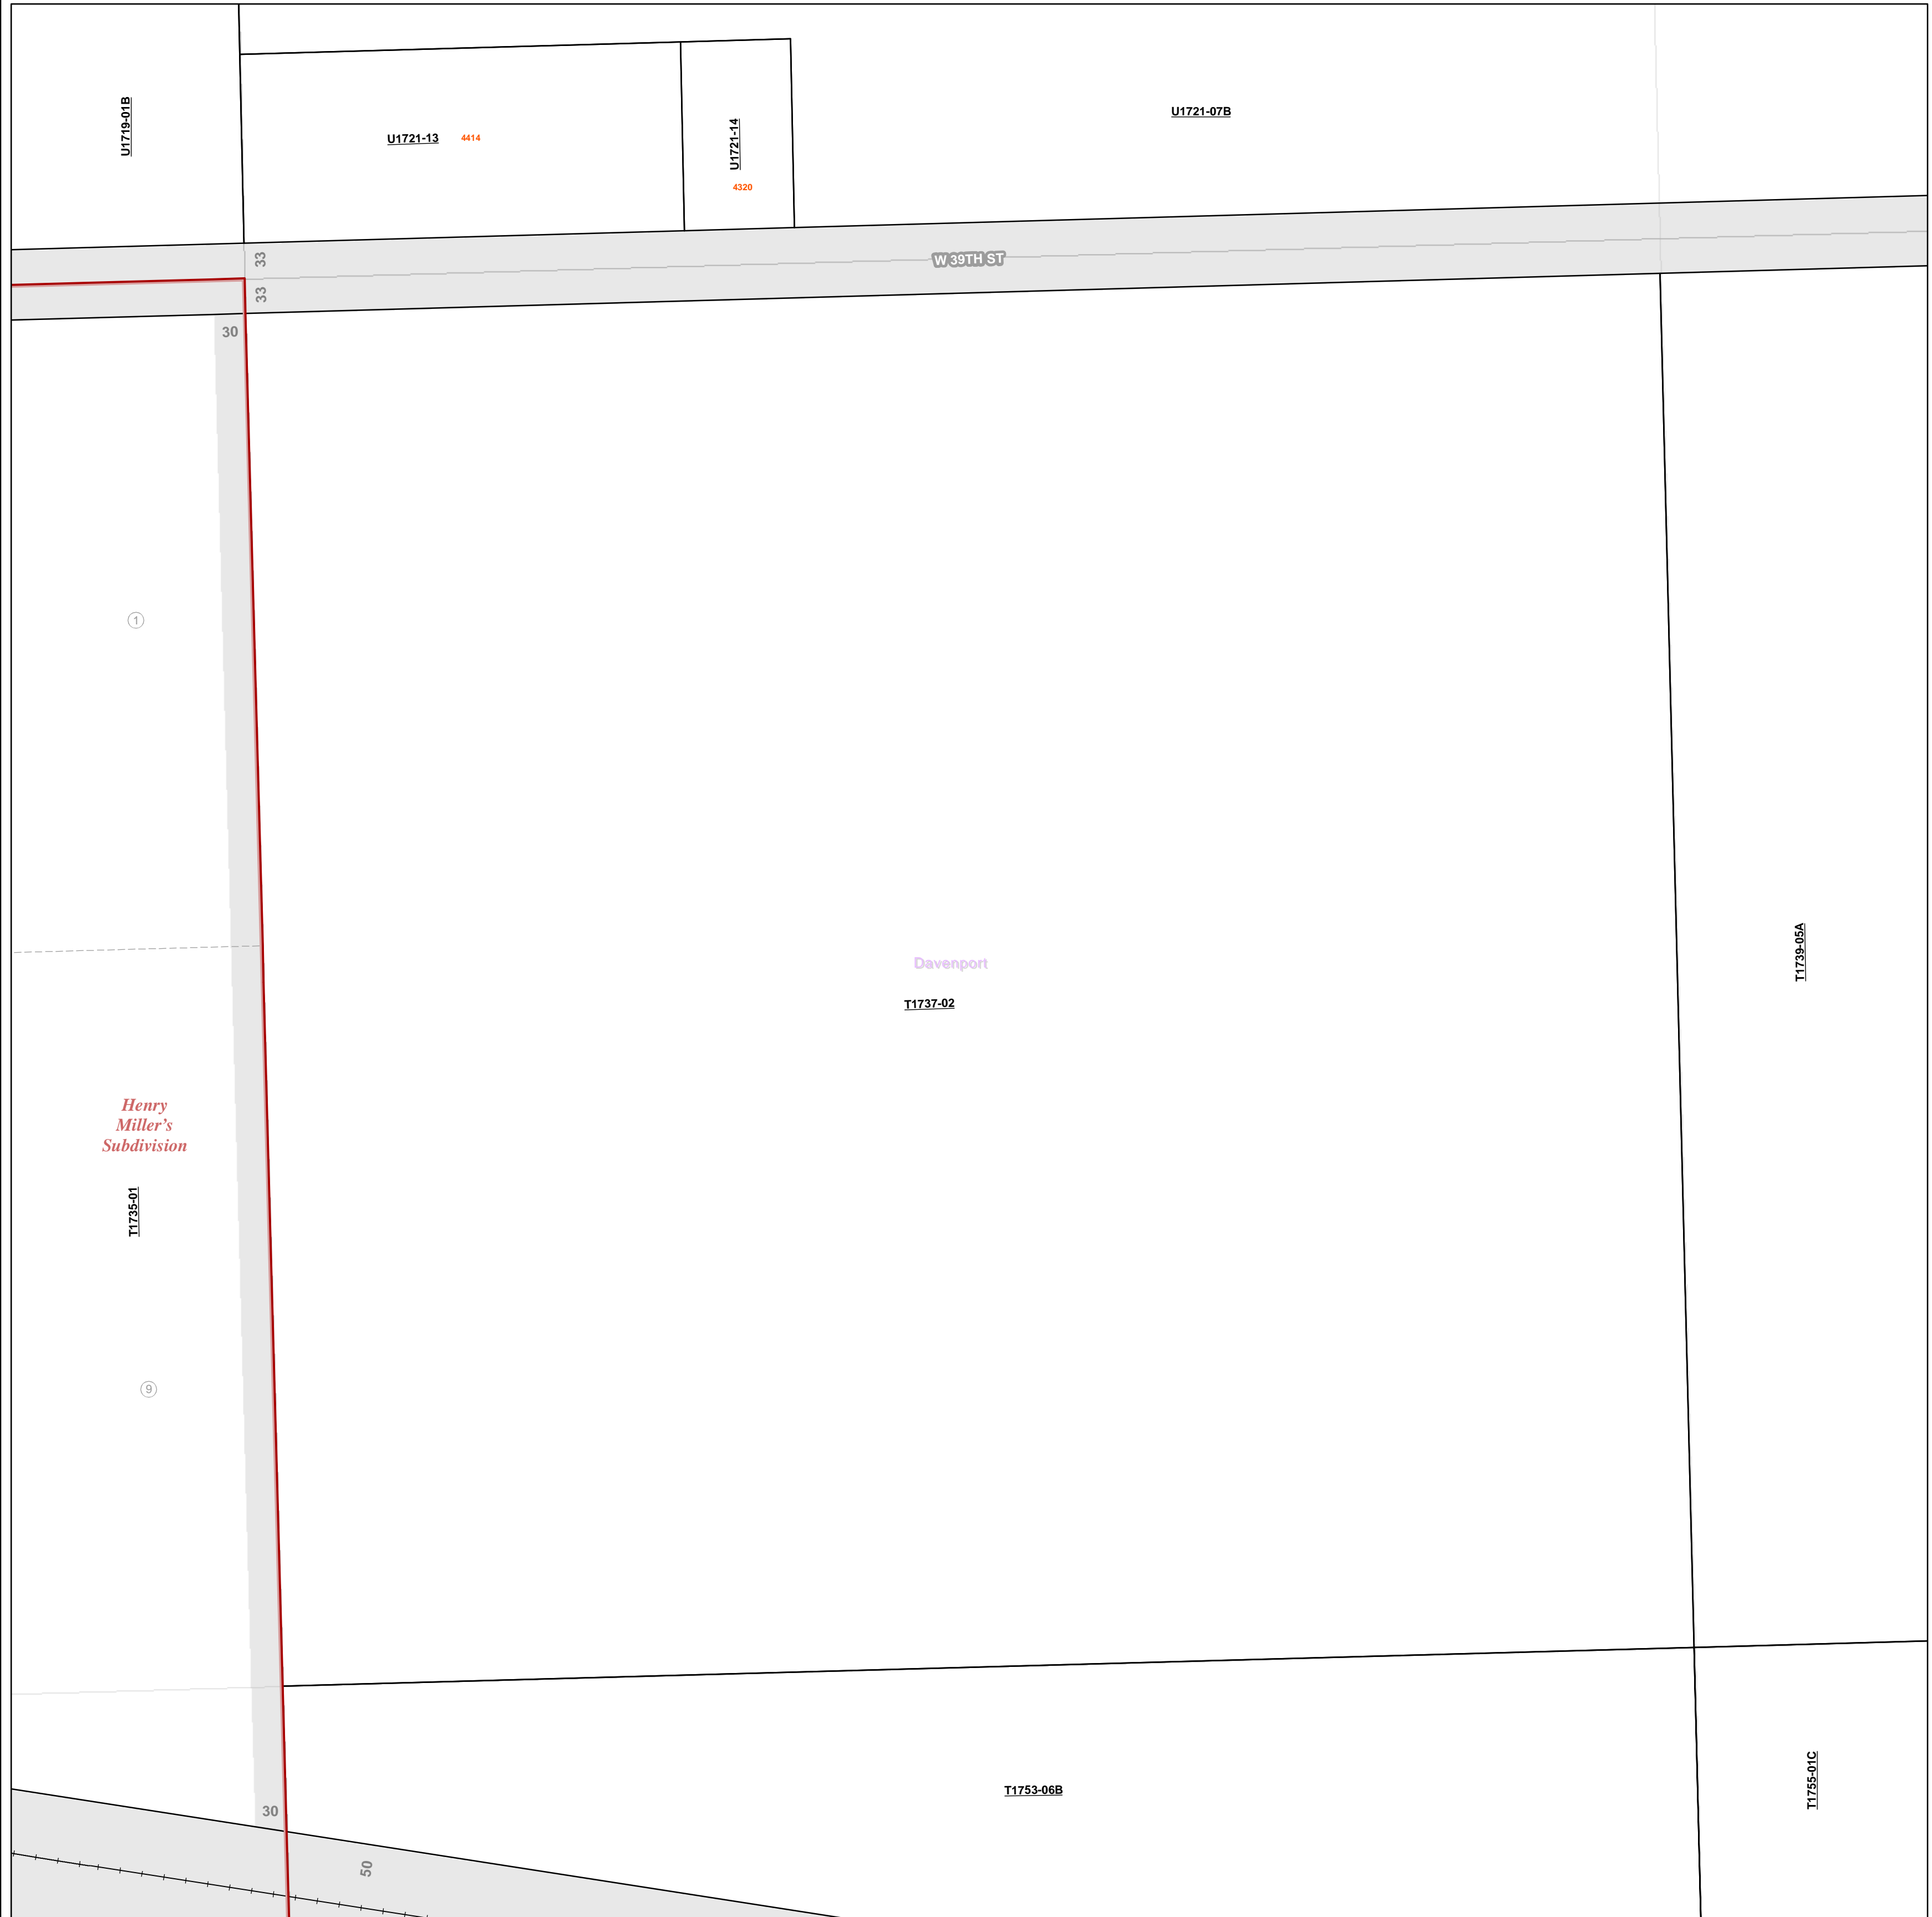 U1719-01B
U1721-13
4414
U1721-14
4320
U1721-07B
33
33
W 39TH ST
30
1
Davenport
T1737-02
T1739-05A
Henry
Miller's
Subdivision
T1735-01
9
T1753-06B
T1755-01C
30
50